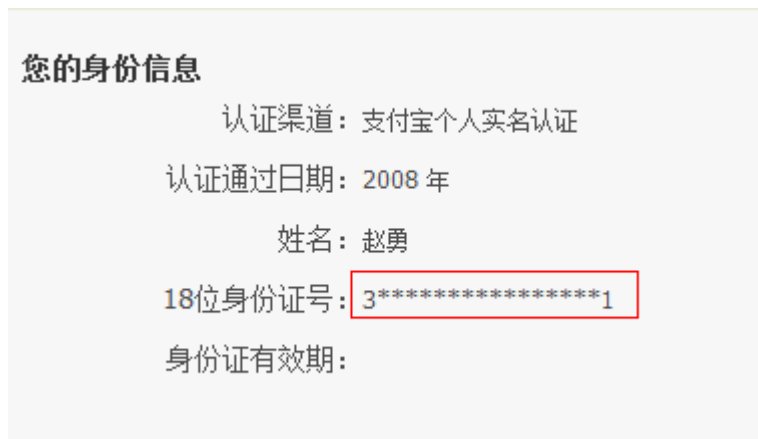 您的身份信息
认证渠道：支付宝个人实名认证
认证通过日期：2008 年
姓名：赵勇
18位身份证号：3****************1
身份证有效期：